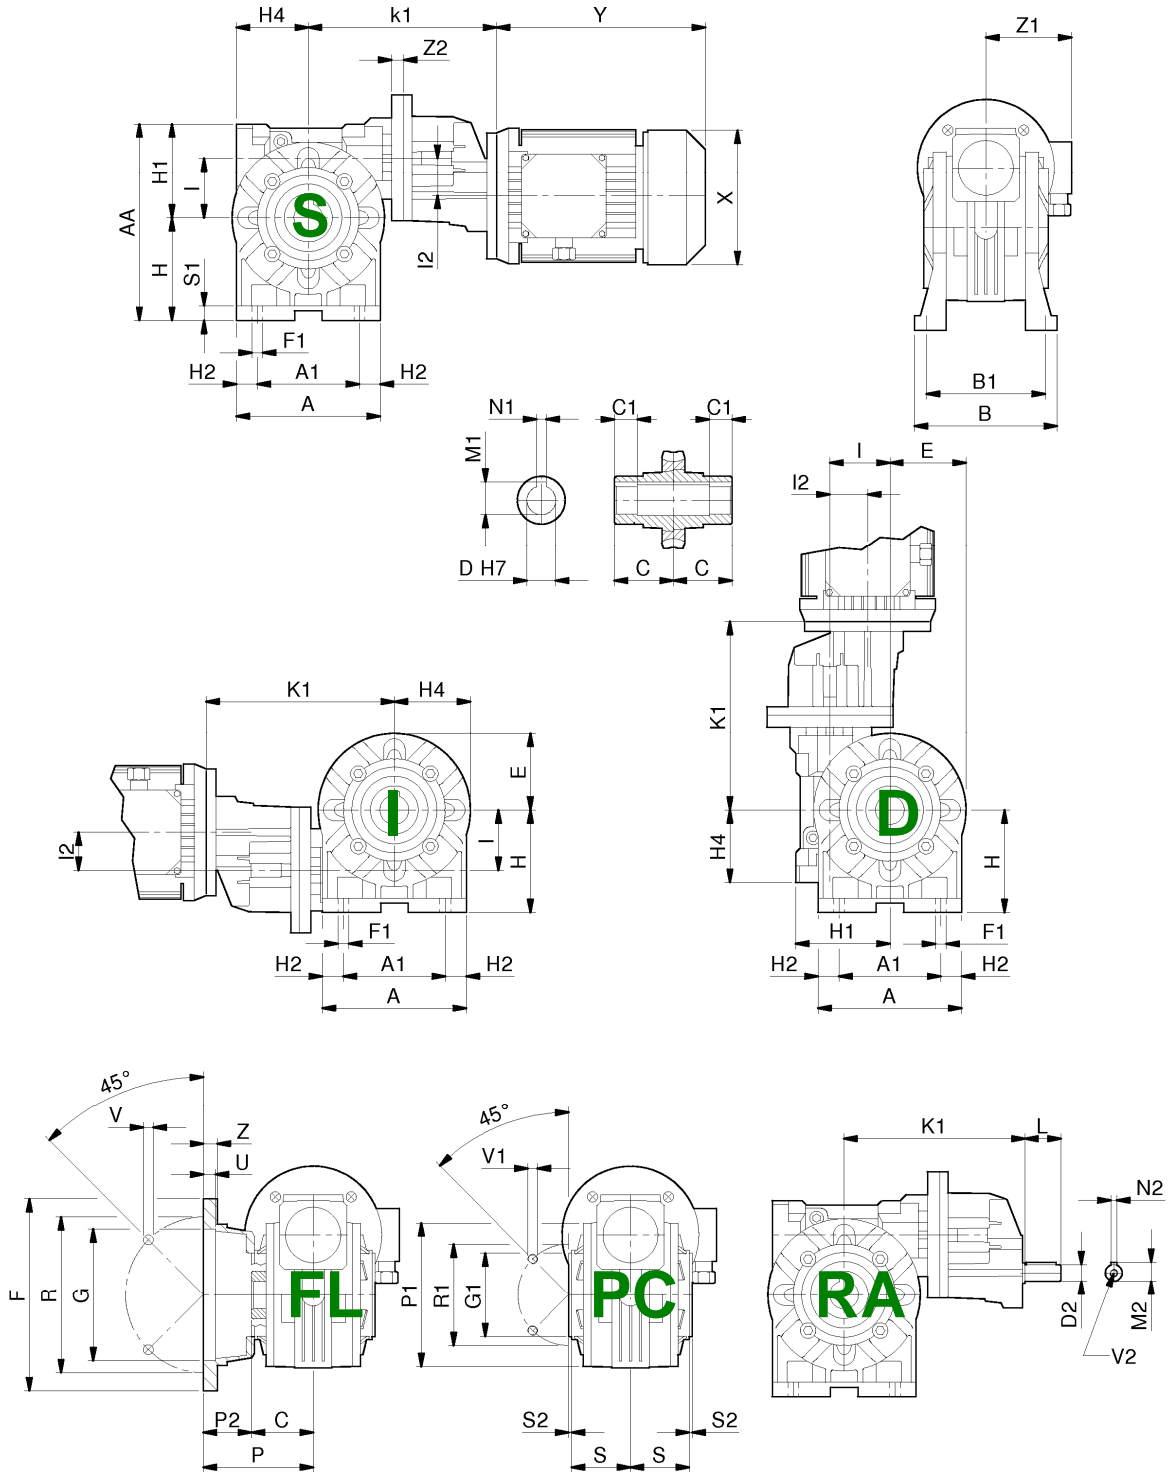 H4 k1 Y Z1
Z2
H1
I
AA
S
X
I2
H
S1
F1
H2 A1 H2
A
B1
B
N1 C1 C1
M1
I E
I2
D H7 C C
K1 H4
K1
E
I
D
I2
I
H
H4
H
F1
H1 F1
H2 A1 H2
H2 A1 H2
A
A
45°
V
Z
U
45°
V1
K1 L
N2
F
R
G
FL
P1
R1
G1
PC
RA
D2
M2
V2
P2 C
P
S2 S2
S S